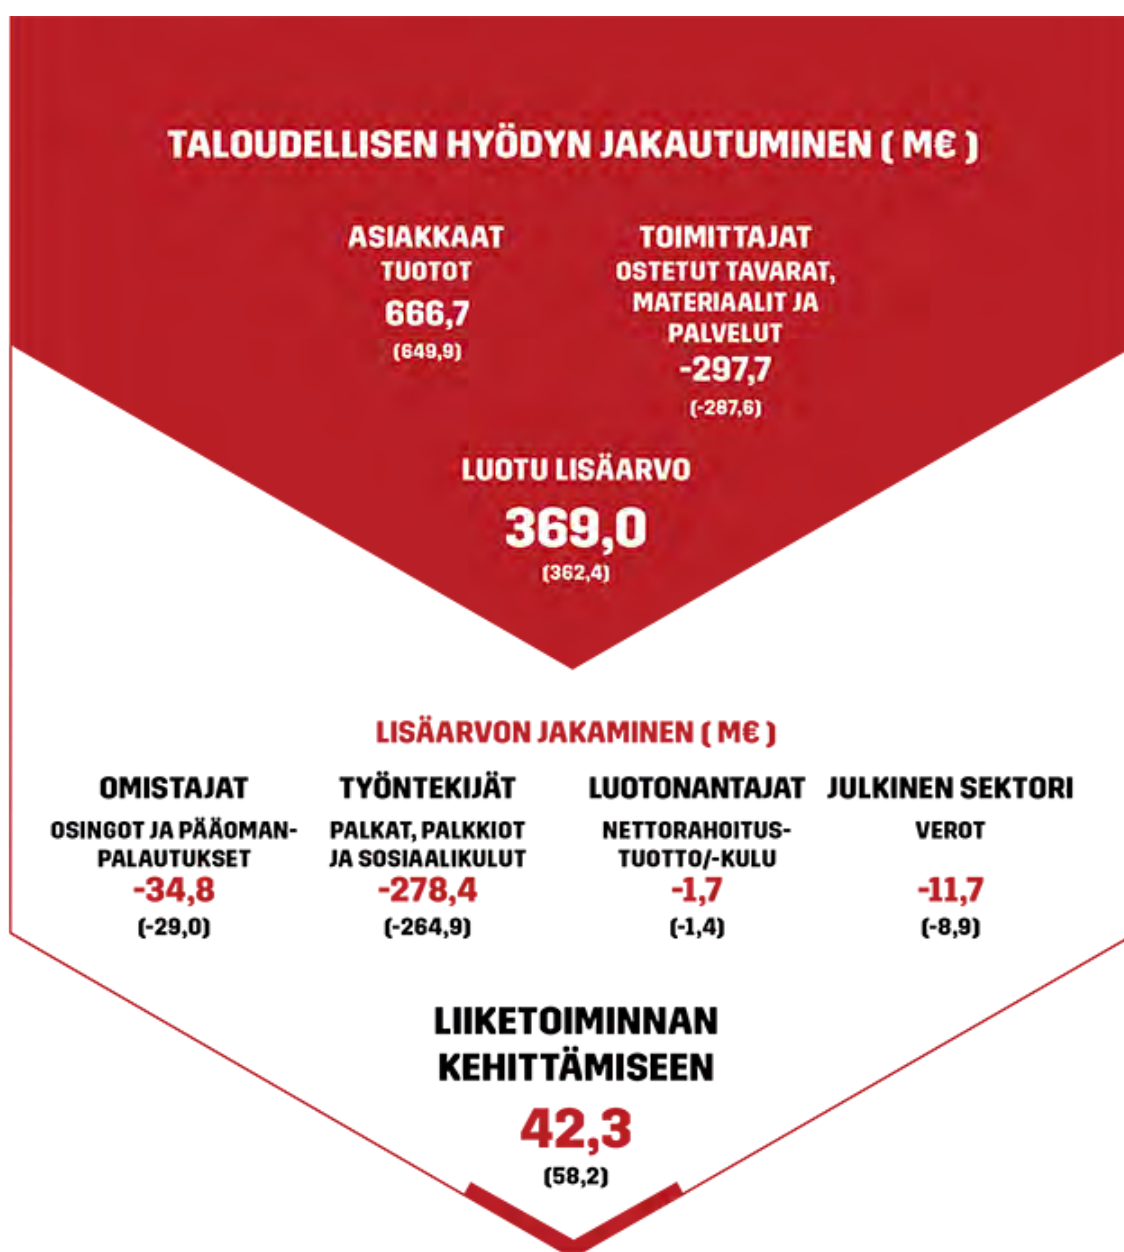 TALOUDELLISEN HYÖDYN JAKAUTUMINEN ( M€ )
ASIAKKAAT
TUOTOT
666,7
(649,9)
TOIMITTAJAT
OSTETUT TAVARAT,
MATERIAALIT JA
PALVELUT
-297,7
(-287,6)
LUOTU LISÄARVO
369,0
(362,4)
LISÄARVON JAKAMINEN ( M€ )
OMISTAJAT
OSINGOT JA PÄÄOMAN-
PALAUTUKSET
-34,8
(-29,0)
TYÖNTEKIJÄT
PALKAT, PALKKIOT
JA SOSIAALIKULUT
-278,4
(-264,9)
LUOTONANTAJAT
NETTORAHOITUS-
TUOTTO/-KULU
-1,7
(-1,4)
JULKINEN SEKTORI
VEROT
-11,7
(-8,9)
LIIKETOIMINNAN
KEHITTÄMISEEN
42,3
(58,2)